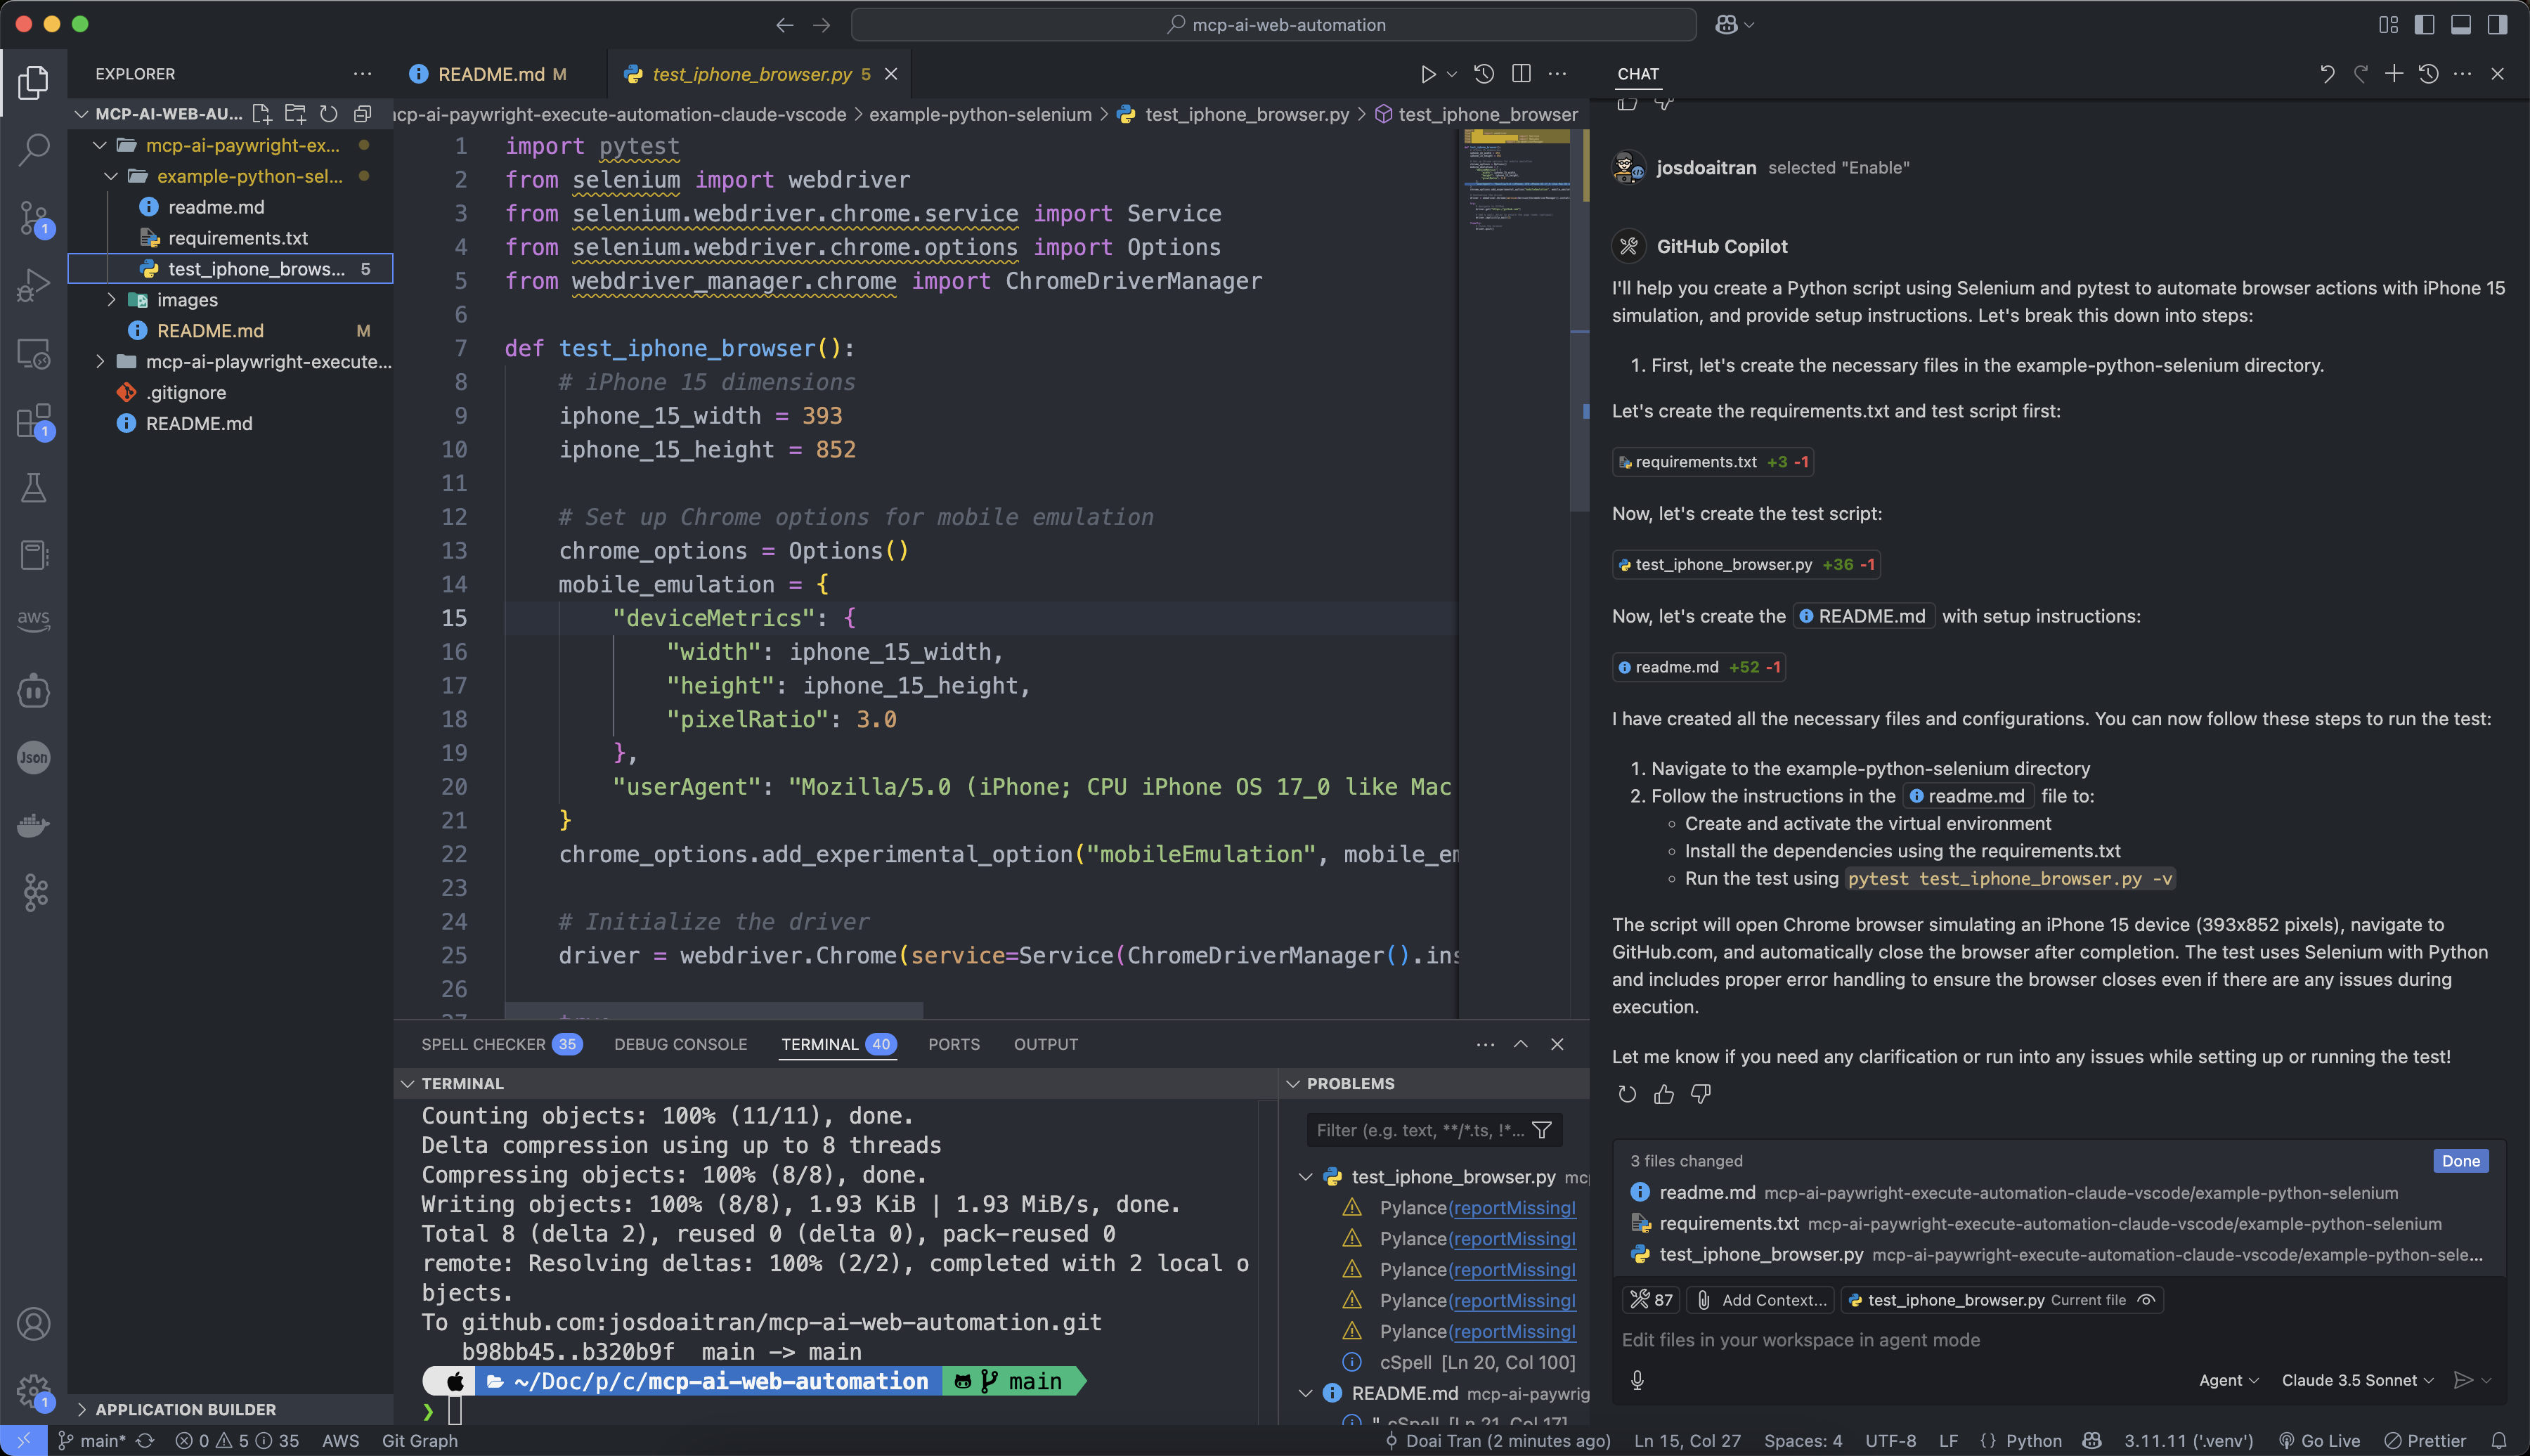 mcp-ai-web-automation
EXPLORER
MCP-AI-WEB-AU...
mcp-ai-paywright-ex...
example-python-sel...
readme.md
requirements.txt
test_iphone_brows... 5
images
README.md M
mcp-ai-playwright-execute...
.gitignore
README.md
1
1
aws
Json
1
APPLICATION BUILDER
README.md M
test_iphone_browser.py 5
mcp-ai-paywright-execute-automation-claude-vscode > example-python-selenium > test_iphone_browser.py > test_iphone_browser
1 import pytest
2 from selenium import webdriver
3 from selenium.webdriver.chrome.service import Service
4 from selenium.webdriver.chrome.options import Options
5 from webdriver_manager.chrome import ChromeDriverManager
6
7 def test_iphone_browser():
8 # iPhone 15 dimensions
9 iphone_15_width = 393
10 iphone_15_height = 852
11
12 # Set up Chrome options for mobile emulation
13 chrome_options = Options()
14 mobile_emulation = {
15 "deviceMetrics": {
16 "width": iphone_15_width,
17 "height": iphone_15_height,
18 "pixelRatio": 3.0
19 },
20 "userAgent": "Mozilla/5.0 (iPhone; CPU iPhone OS 17_0 like Mac
21 }
22 chrome_options.add_experimental_option("mobileEmulation", mobile_em
23
24 # Initialize the driver
25 driver = webdriver.Chrome(service=Service(ChromeDriverManager().ins
26
27 try:
SPELL CHECKER 35 DEBUG CONSOLE TERMINAL 40 PORTS OUTPUT
TERMINAL
Counting objects: 100% (11/11), done.
Delta compression using up to 8 threads
Compressing objects: 100% (8/8), done.
Writing objects: 100% (8/8), 1.93 KiB | 1.93 MiB/s, done.
Total 8 (delta 2), reused 0 (delta 0), pack-reused 0
remote: Resolving deltas: 100% (2/2), completed with 2 local o
bjects.
To github.com:josdoaitran/mcp-ai-web-automation.git
b98bb45..b320b9f main -> main
~/Doc/p/c/mcp-ai-web-automation main
❯
PROBLEMS
Filter (e.g. text, **/*.ts, !*...
test_iphone_browser.py mcp
Pylance(reportMissingI
Pylance(reportMissingI
Pylance(reportMissingI
Pylance(reportMissingI
Pylance(reportMissingI
cSpell [Ln 20, Col 100]
README.md mcp-ai-paywrig
cSpell [Ln 21, Col 17]
CHAT
josdoaitran selected "Enable"
GitHub Copilot
I'll help you create a Python script using Selenium and pytest to automate browser actions with iPhone 15
simulation, and provide setup instructions. Let's break this down into steps:
1. First, let's create the necessary files in the example-python-selenium directory.
Let's create the requirements.txt and test script first:
requirements.txt +3 -1
Now, let's create the test script:
test_iphone_browser.py +36 -1
Now, let's create the README.md with setup instructions:
readme.md +52 -1
I have created all the necessary files and configurations. You can now follow these steps to run the test:
1. Navigate to the example-python-selenium directory
2. Follow the instructions in the readme.md file to:
Create and activate the virtual environment
Install the dependencies using the requirements.txt
Run the test using pytest test_iphone_browser.py -v
The script will open Chrome browser simulating an iPhone 15 device (393x852 pixels), navigate to
GitHub.com, and automatically close the browser after completion. The test uses Selenium with Python
and includes proper error handling to ensure the browser closes even if there are any issues during
execution.
Let me know if you need any clarification or run into any issues while setting up or running the test!
3 files changed Done
readme.md mcp-ai-paywright-execute-automation-claude-vscode/example-python-selenium
requirements.txt mcp-ai-paywright-execute-automation-claude-vscode/example-python-selenium
test_iphone_browser.py mcp-ai-paywright-execute-automation-claude-vscode/example-python-sele...
87 Add Context... test_iphone_browser.py Current file
Edit files in your workspace in agent mode
Agent Claude 3.5 Sonnet
main* 0 5 35 AWS Git Graph Doai Tran (2 minutes ago) Ln 15, Col 27 Spaces: 4 UTF-8 LF {} Python 3.11.11 ('.venv') Go Live Prettier